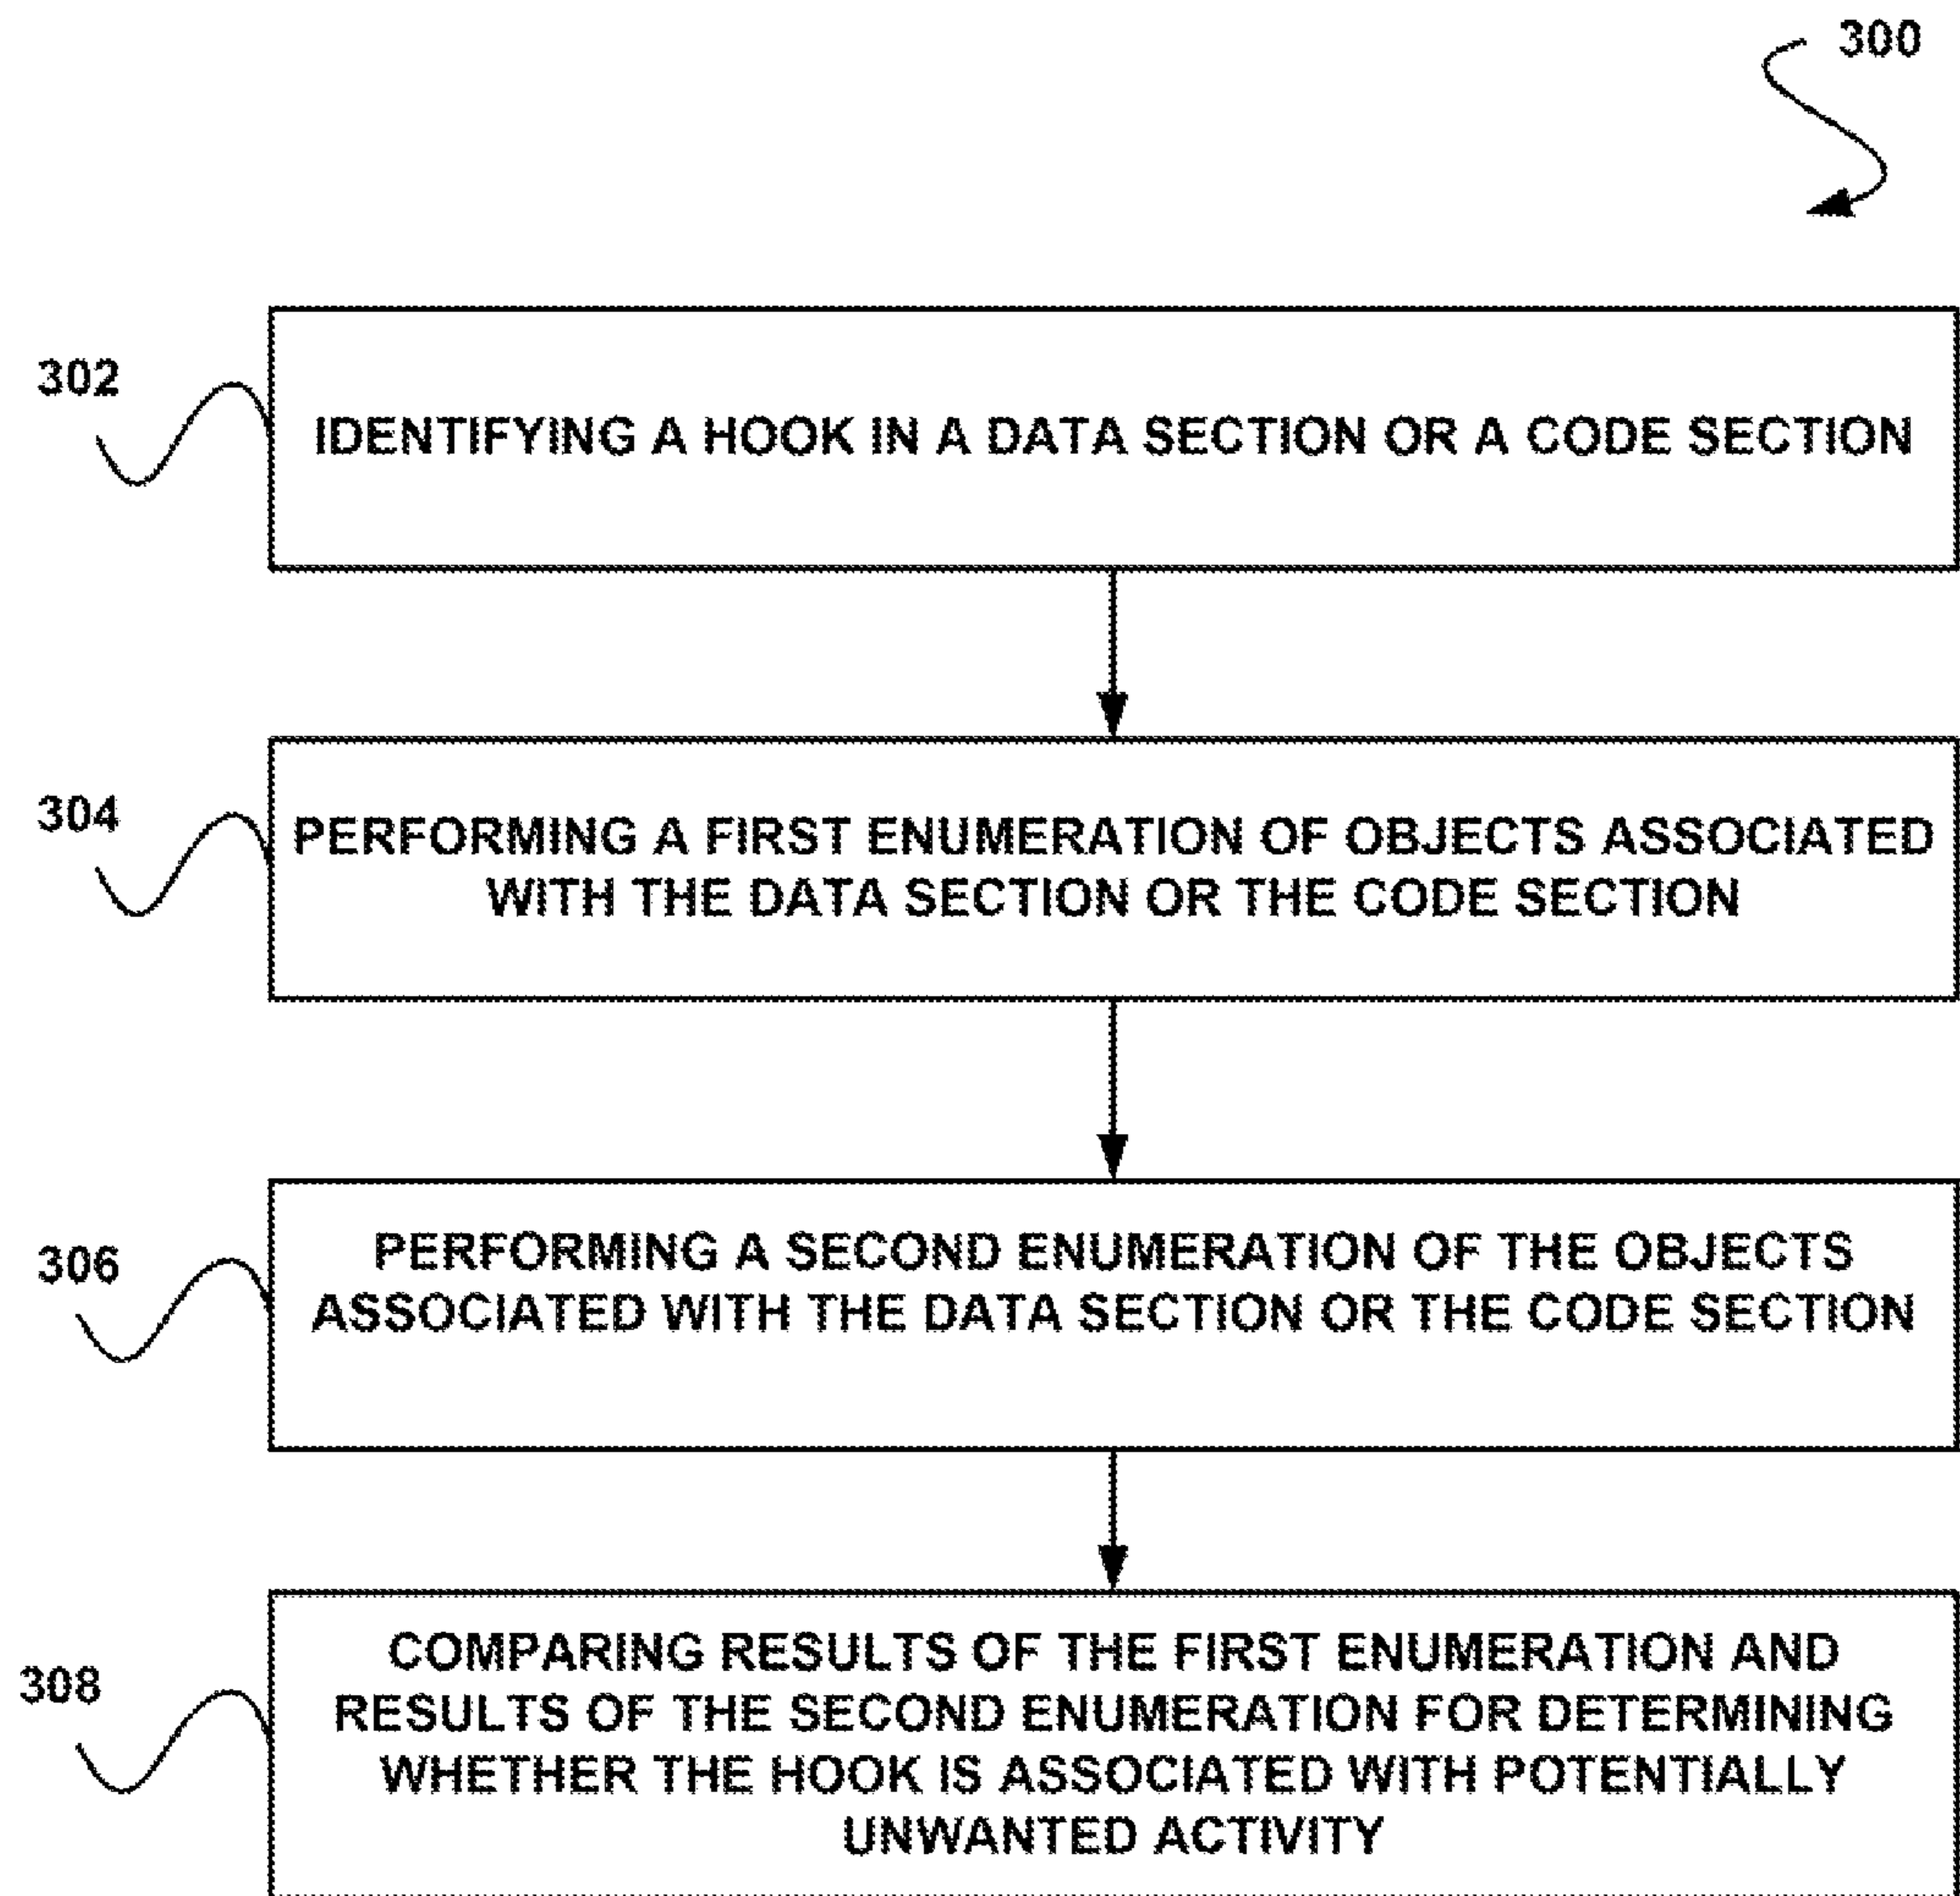 300
302
IDENTIFYING A HOOK IN A DATA SECTION OR A CODE SECTION
304
PERFORMING A FIRST ENUMERATION OF OBJECTS ASSOCIATED
WITH THE DATA SECTION OR THE CODE SECTION
306
PERFORMING A SECOND ENUMERATION OF THE OBJECTS
ASSOCIATED WITH THE DATA SECTION OR THE CODE SECTION
308
COMPARING RESULTS OF THE FIRST ENUMERATION AND
RESULTS OF THE SECOND ENUMERATION FOR DETERMINING
WHETHER THE HOOK IS ASSOCIATED WITH POTENTIALLY
UNWANTED ACTIVITY